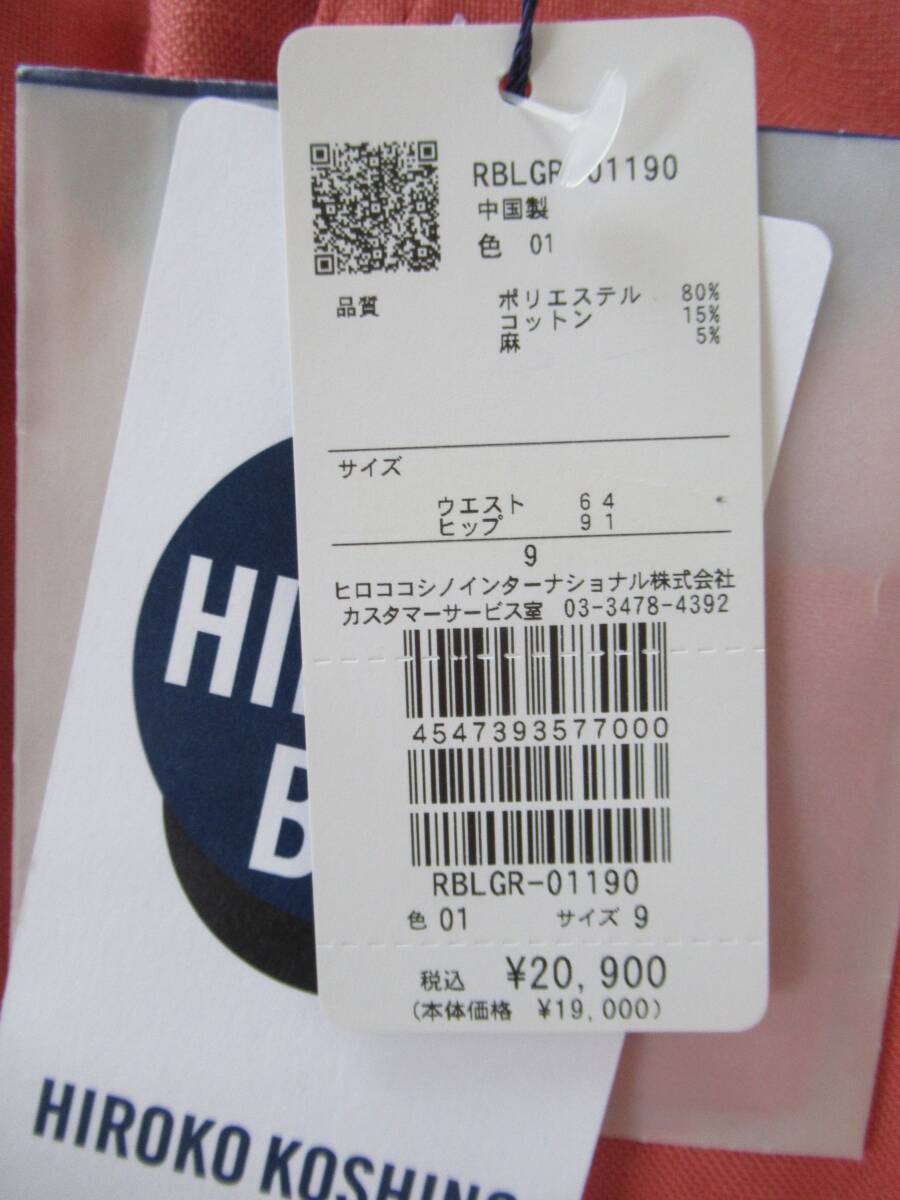 RBLGR-01190
中国製
色 01
品質 ポリエステル 80%
コットン 15%
麻 5%
サイズ
ウエスト 64
ヒップ 91
9
ヒロココシノインターナショナル株式会社
カスタマーサービス室 03-3478-4392
4547393577000
RBLGR-01190
色 01 サイズ 9
税込 ¥20,900
(本体価格 ¥19,000)
HIROKO KOSHINO